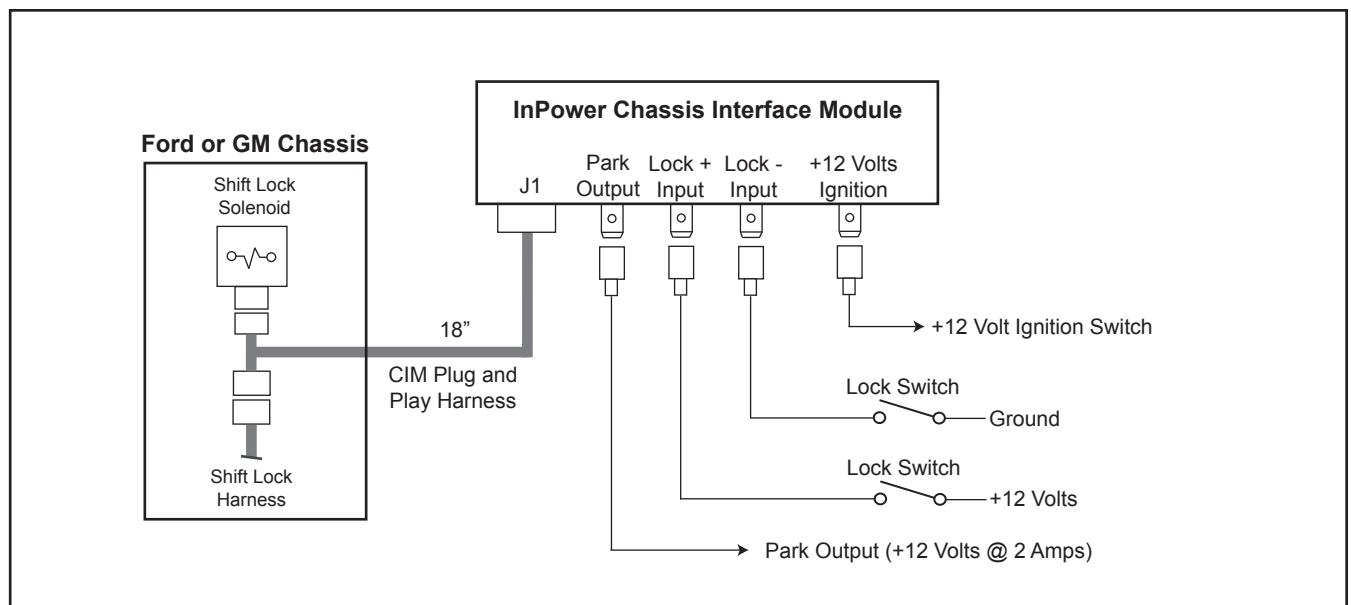 InPower Chassis Interface Module
Ford or GM Chassis
Shift Lock
Solenoid
J1
Park
Output
Lock +
Input
Lock -
Input
+12 Volts
Ignition
18”
CIM Plug and
Play Harness
+12 Volt Ignition Switch
Lock Switch
Ground
Lock Switch
+12 Volts
Shift Lock
Harness
Park Output (+12 Volts @ 2 Amps)